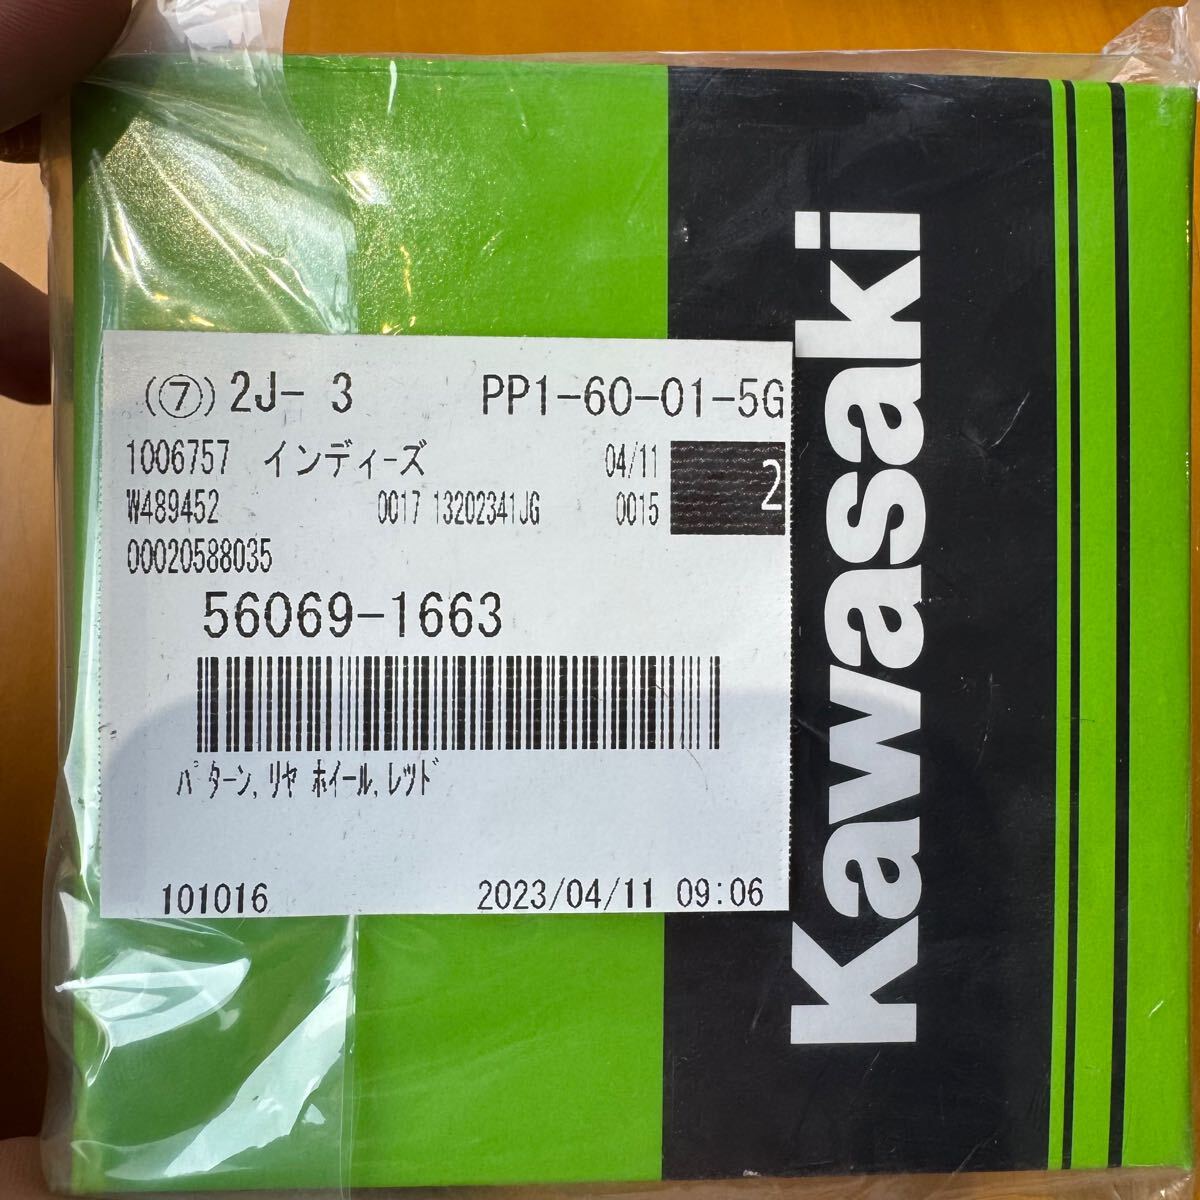 (⑦) 2J- 3 PP1-60-01-5G
1006757 インディｰズ 04/11 2
W489452 0017 13202341JG 0015
00020588035
56069-1663
ﾊﾟﾀｰﾝ,ﾘﾔ ﾎｲｰﾙ,ﾚﾂﾄﾞ
101016 2023/04/11 09:06
Kawasaki